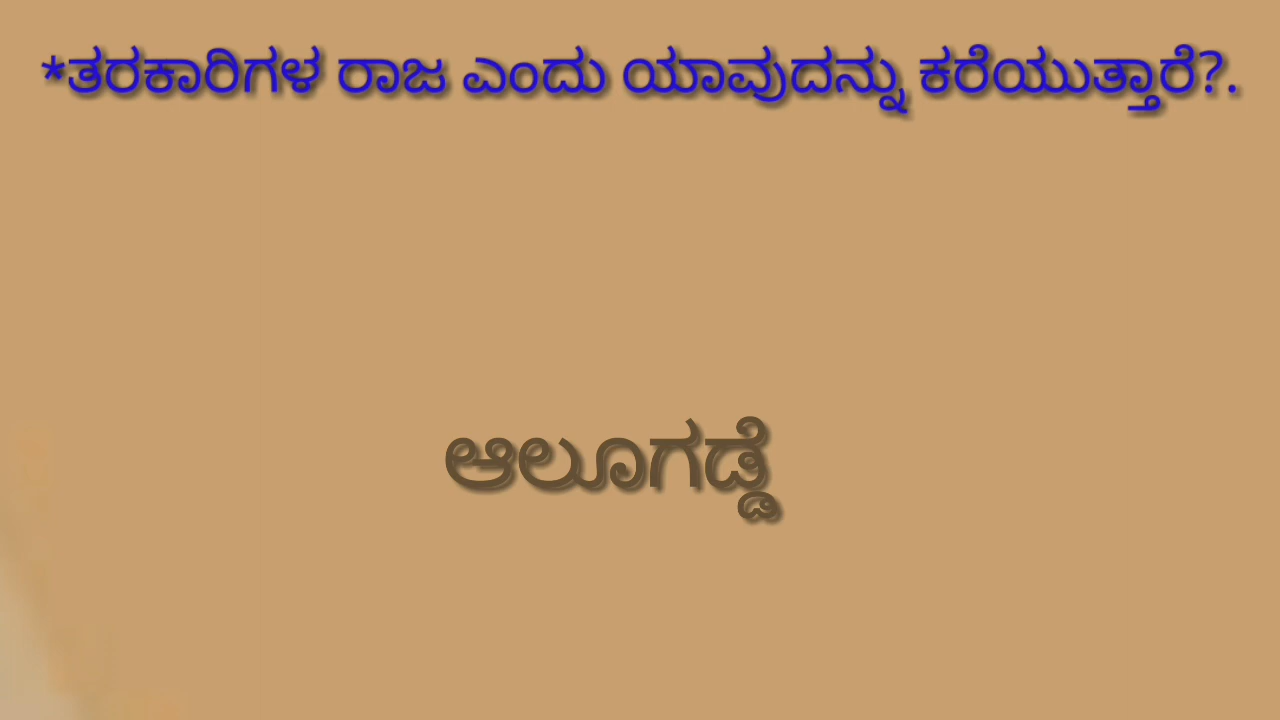 *ತರಕಾರಿಗಳ ರಾಜ ಎಂದು ಯಾವುದನ್ನು ಕರೆಯುತ್ತಾರೆ?.
ಆಲೂಗಡ್ಡೆ